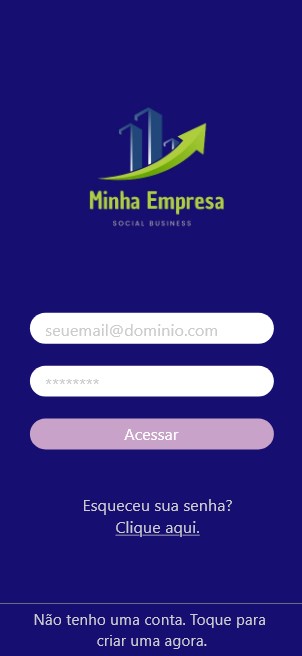 Minha Empresa
SOCIAL BUSINESS
seuemail@dominio.com
********
Acessar
Esqueceu sua senha?
Clique aqui.
Não tenho uma conta. Toque para
criar uma agora.